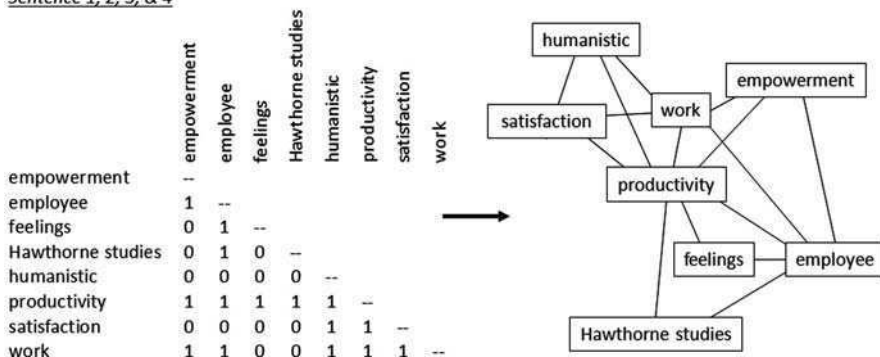 Sentence 1, 2, 3, & 4
empowerment employee feelings Hawthorne studies humanistic productivity satisfaction work
empowerment --
employee 1 --
feelings 0 1 --
Hawthorne studies 0 1 0 --
humanistic 0 0 0 0 --
productivity 1 1 1 1 1 --
satisfaction 0 0 0 0 1 1 --
work 1 1 0 0 1 1 1 --
humanistic
empowerment
work
satisfaction
productivity
feelings
employee
Hawthorne studies